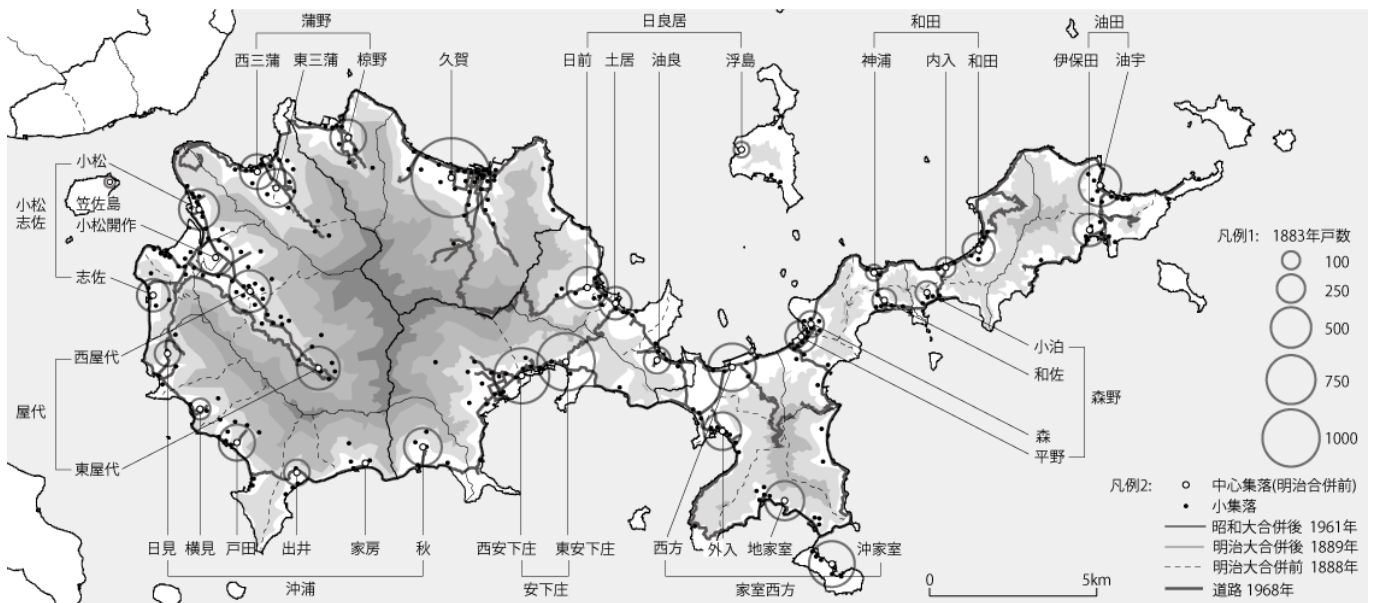 蒲野
日良居
和田
油田
西三蒲
東三蒲
椋野
久賀
日前
土居
油良
浮島
神浦
内入
和田
伊保田
油宇
小松
小松
志佐
笠佐島
小松開作
志佐
西屋代
屋代
東屋代
凡例1: 1883年戸数
100
250
500
750
1000
小泊
和佐
森野
森
平野
凡例2:
中心集落(明治合併前)
小集落
昭和大合併後 1961年
明治大合併後 1889年
明治大合併前 1888年
道路 1968年
日見
横見
戸田
出井
家房
秋
西安下庄
東安下庄
西方
外入
地家室
沖家室
沖浦
安下庄
家室西方
0
5km